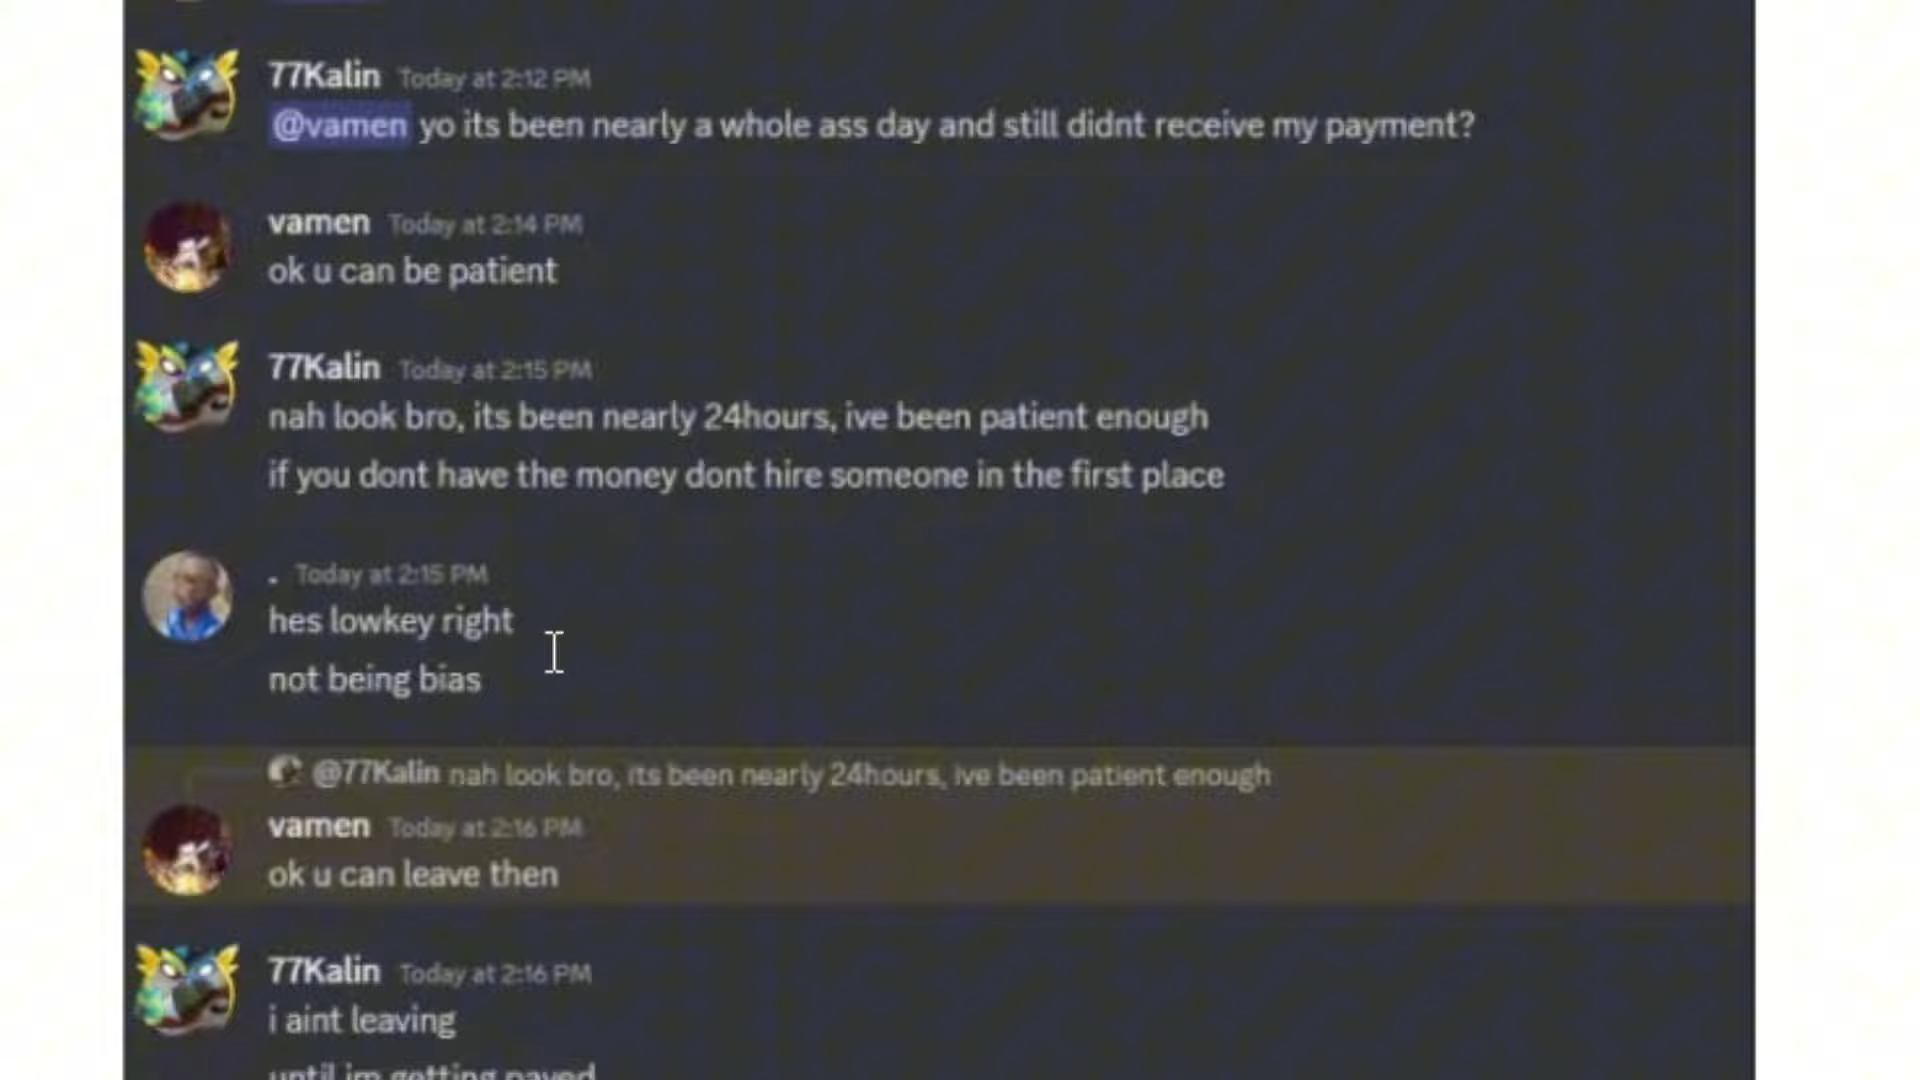 77Kalin Today at 2:12 PM
@vamen yo its been nearly a whole ass day and still didnt receive my payment?
vamen Today at 2:14 PM
ok u can be patient
77Kalin Today at 2:15 PM
nah look bro, its been nearly 24hours, ive been patient enough
if you dont have the money dont hire someone in the first place
. Today at 2:15 PM
hes lowkey right
not being bias
@77Kalin nah look bro, its been nearly 24hours, ive been patient enough
vamen Today at 2:16 PM
ok u can leave then
77Kalin Today at 2:16 PM
i aint leaving
until im getting payed